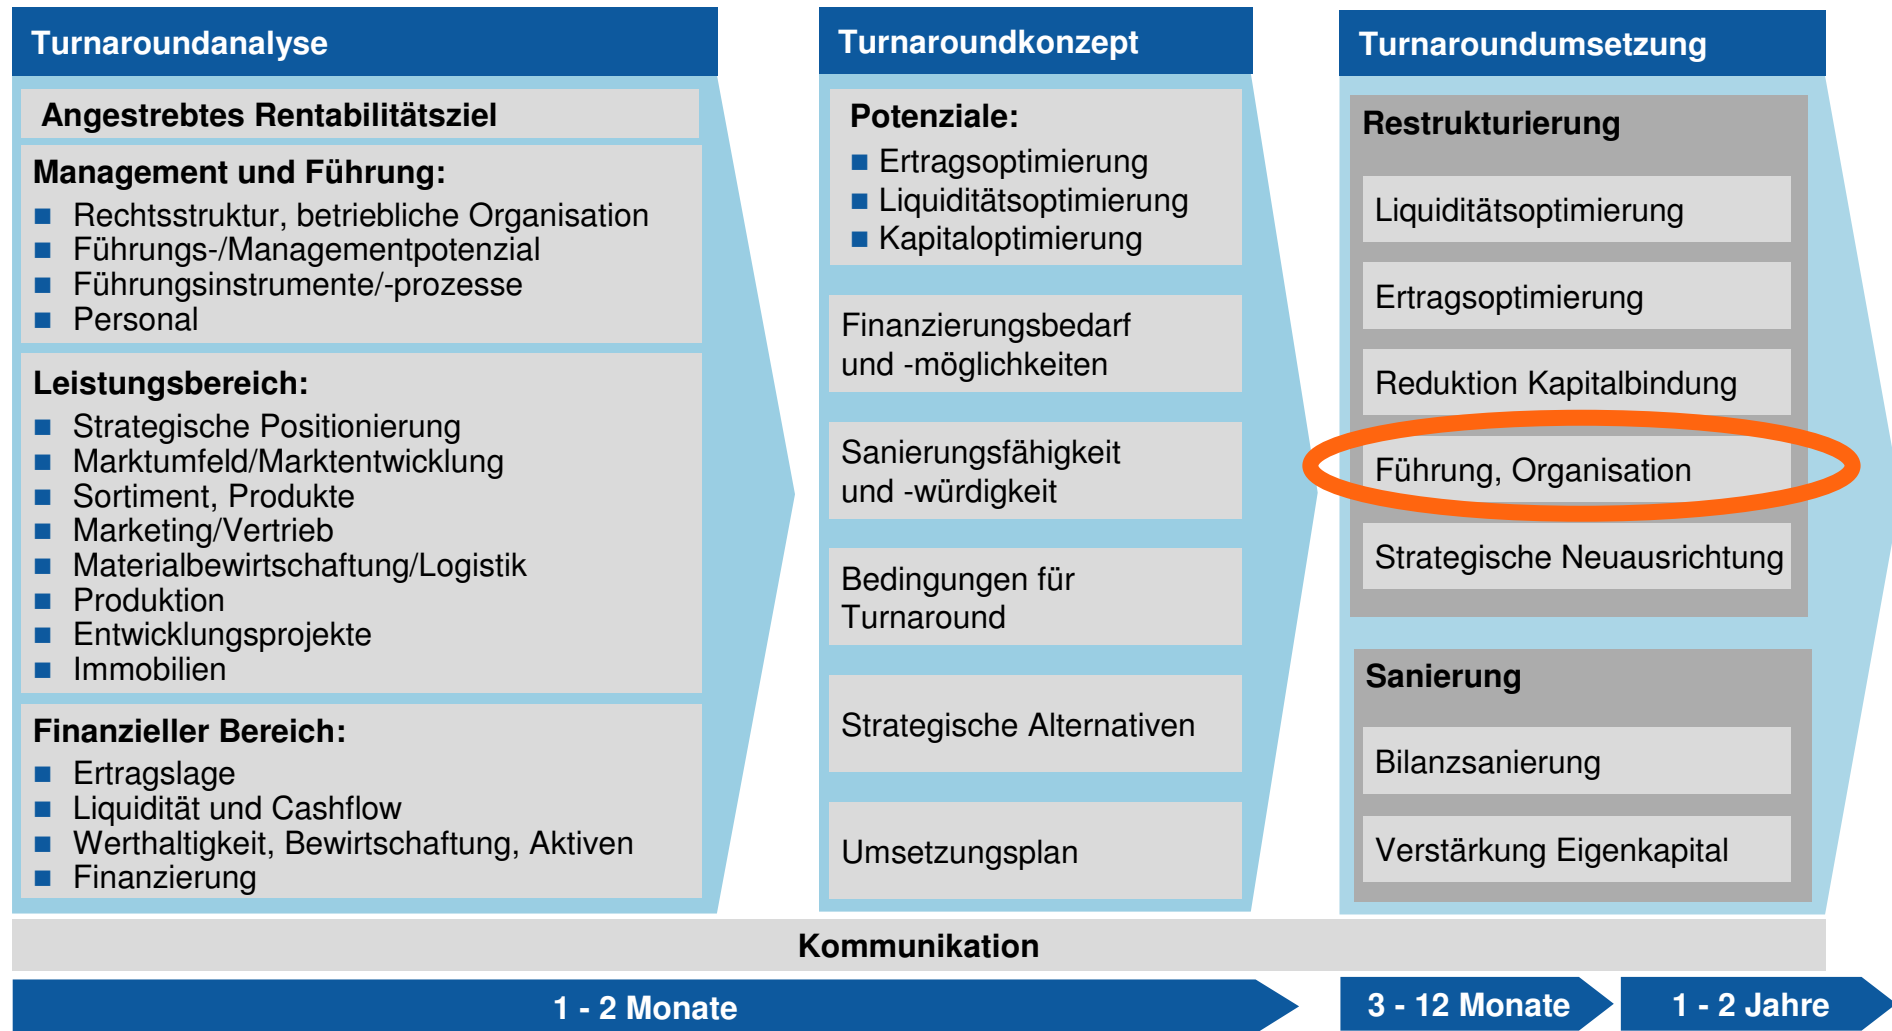 Turnaroundanalyse
Angestrebtes Rentabilitätsziel
Management und Führung:
Rechtsstruktur, betriebliche Organisation
Führungs-/Managementpotenzial
Führungsinstrumente/-prozesse
Personal
Leistungsbereich:
Strategische Positionierung
Marktumfeld/Marktentwicklung
Sortiment, Produkte
Marketing/Vertrieb
Materialbewirtschaftung/Logistik
Produktion
Entwicklungsprojekte
Immobilien
Finanzieller Bereich:
Ertragslage
Liquidität und Cashflow
Werthaltigkeit, Bewirtschaftung, Aktiven
Finanzierung
Turnaroundkonzept
Potenziale:
Ertragsoptimierung
Liquiditätsoptimierung
Kapitaloptimierung
Finanzierungsbedarf
und -möglichkeiten
Sanierungsfähigkeit
und -würdigkeit
Bedingungen für
Turnaround
Strategische Alternativen
Umsetzungsplan
Turnaroundumsetzung
Restrukturierung
Liquiditätsoptimierung
Ertragsoptimierung
Reduktion Kapitalbindung
Führung, Organisation
Strategische Neuausrichtung
Sanierung
Bilanzsanierung
Verstärkung Eigenkapital
Kommunikation
1 - 2 Monate
3 - 12 Monate
1 - 2 Jahre